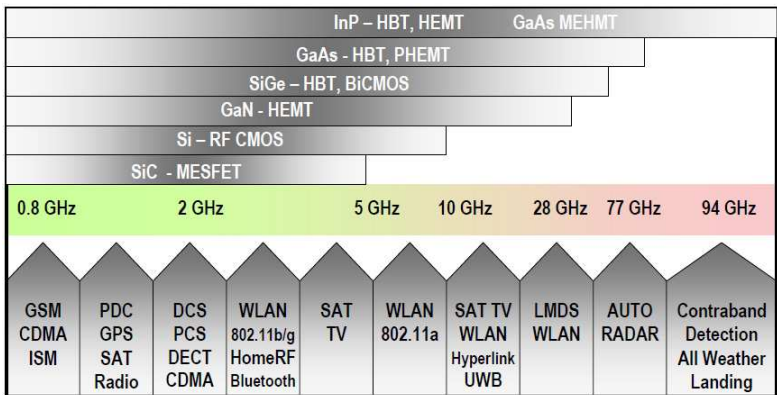 InP – HBT, HEMT GaAs MEHMT
GaAs - HBT, PHEMT
SiGe – HBT, BiCMOS
GaN - HEMT
Si – RF CMOS
SiC - MESFET
0.8 GHz 2 GHz 5 GHz 10 GHz 28 GHz 77 GHz 94 GHz
GSM
CDMA
ISM
PDC
GPS
SAT
Radio
DCS
PCS
DECT
CDMA
WLAN
802.11b/g
HomeRF
Bluetooth
SAT
TV
WLAN
802.11a
SAT TV
WLAN
Hyperlink
UWB
LMDS
WLAN
AUTO
RADAR
Contraband
Detection
All Weather
Landing